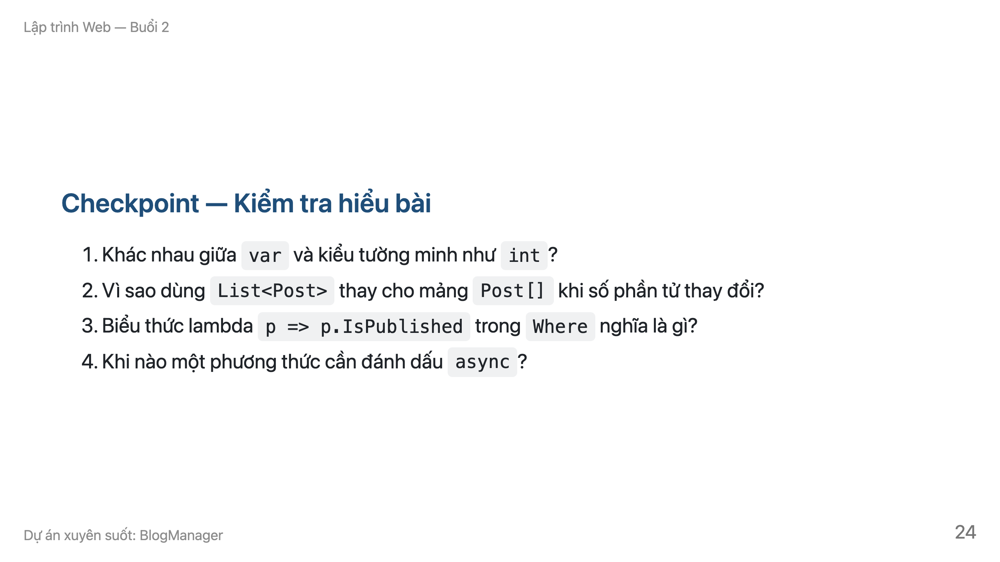 Lập trình Web — Buổi 2
Checkpoint — Kiểm tra hiểu bài
1. Khác nhau giữa var và kiểu tường minh như int?
2. Vì sao dùng List<Post> thay cho mảng Post[] khi số phần tử thay đổi?
3. Biểu thức lambda p => p.IsPublished trong Where nghĩa là gì?
4. Khi nào một phương thức cần đánh dấu async?
Dự án xuyên suốt: BlogManager
24